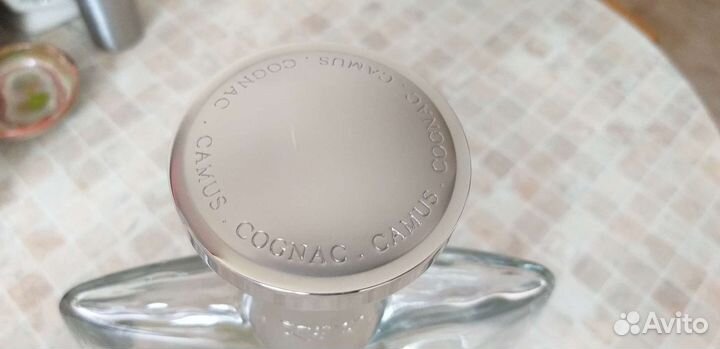 CAMUS . COGNAC . CAMUS . COGNAC . CAMUS . COGNAC .
Avito